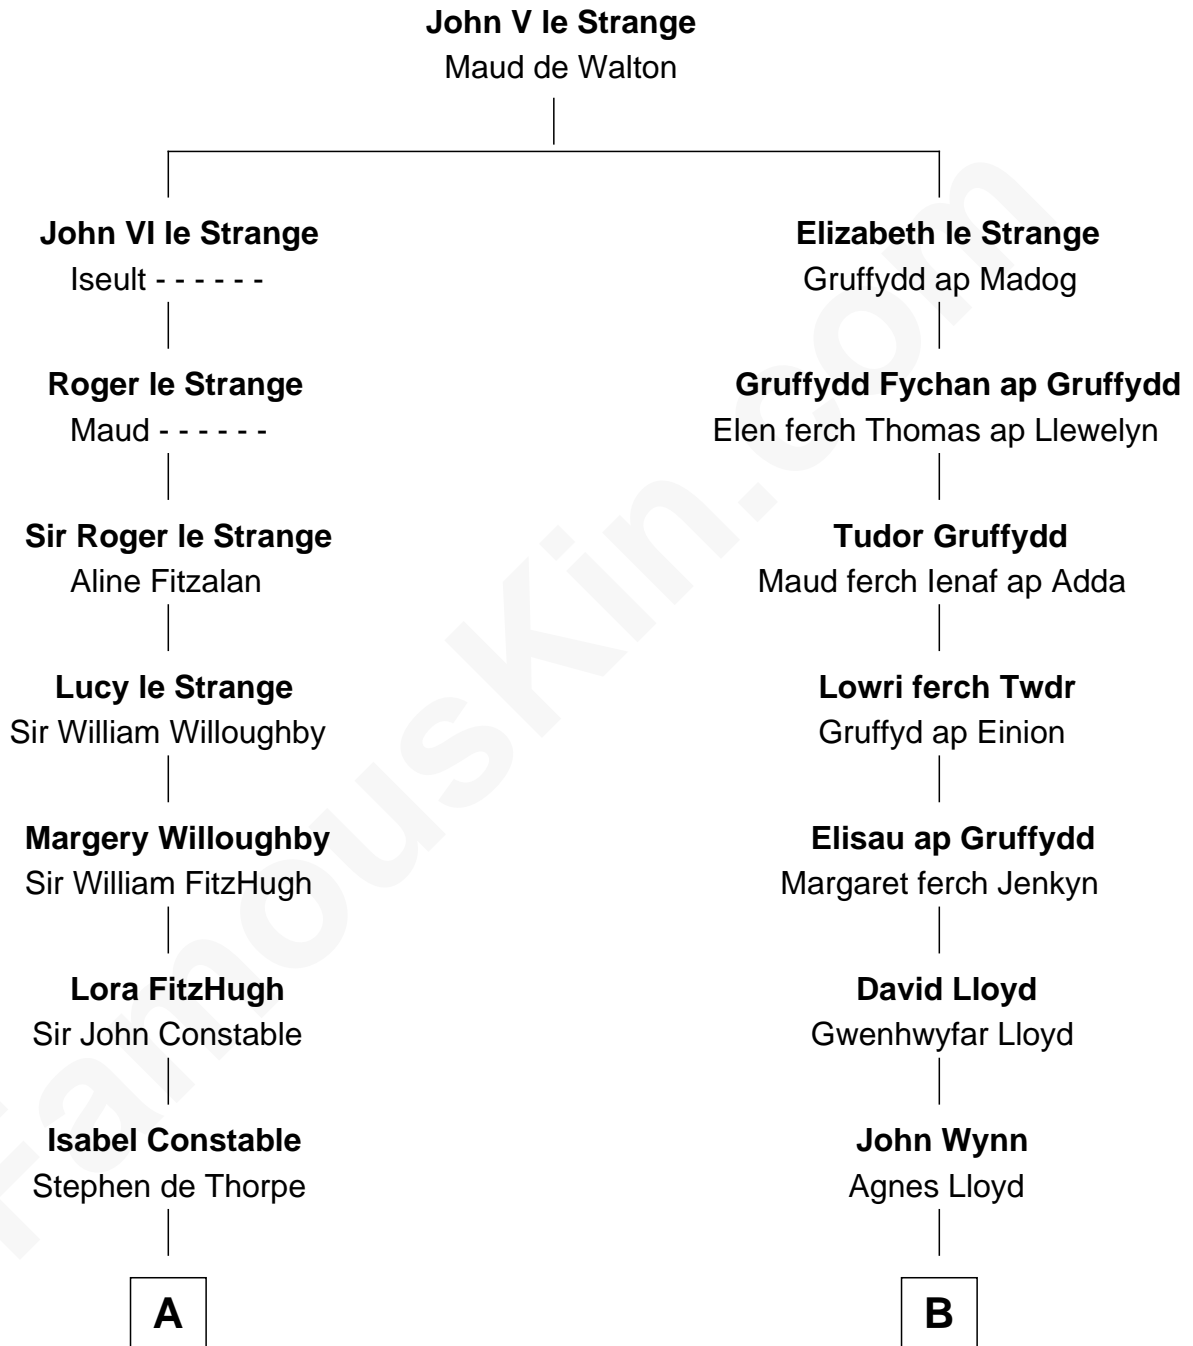 John V le Strange
Maud de Walton
John VI le Strange
Iseult - - - - - -
Elizabeth le Strange
Gruffydd ap Madog
Roger le Strange
Maud - - - - - -
Gruffydd Fychan ap Gruffydd
Elen ferch Thomas ap Llewelyn
Sir Roger le Strange
Aline Fitzalan
Tudor Gruffydd
Maud ferch Ienaf ap Adda
Lucy le Strange
Sir William Willoughby
Lowri ferch Twdr
Gruffyd ap Einion
Margery Willoughby
Sir William FitzHugh
Elisau ap Gruffydd
Margaret ferch Jenkyn
Lora FitzHugh
Sir John Constable
David Lloyd
Gwenhwyfar Lloyd
Isabel Constable
Stephen de Thorpe
John Wynn
Agnes Lloyd
A
B
FamousKin.com